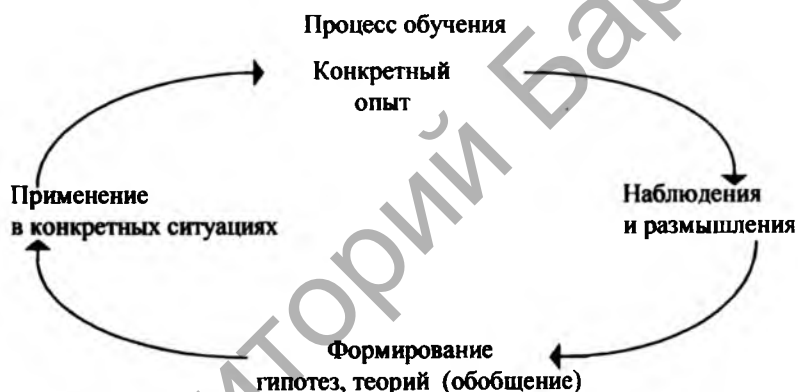 Процесс обучения
Конкретный
опыт
Применение
в конкретных ситуациях
Наблюдения
и размышления
Формирование
гипотез, теорий (обобщение)